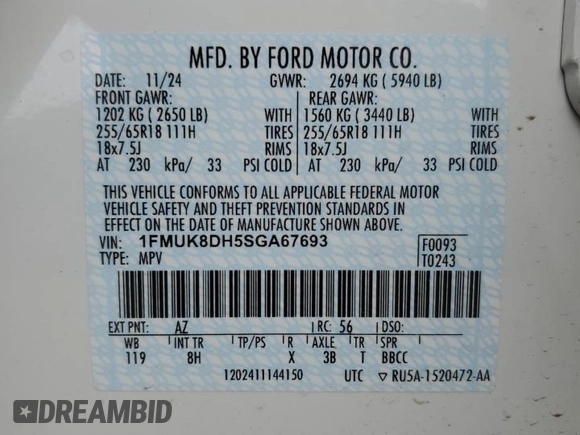 MFD. BY FORD MOTOR CO.
DATE: 11/24 GVWR: 2694 KG ( 5940 LB)
FRONT GAWR: REAR GAWR:
1202 KG ( 2650 LB) WITH 1560 KG( 3440 LB) WITH
255/65R18 111H TIRES 255/65R18 111H TIRES
18x7.5J RIMS 18x7.5J RIMS
AT 230 kPa/ 33 PSI COLD AT 230 kPa/ 33 PSI COLD
THIS VEHICLE CONFORMS TO ALL APPLICABLE FEDERAL MOTOR
VEHICLE SAFETY AND THEFT PREVENTION STANDARDS IN
EFFECT ON THE DATE OF MANUFACTURE SHOWN ABOVE.
VIN: 1FMUK8DH5SGA67693 F0093
TYPE: MPV T0243
EXT PNT: AZ RC: 56 DSO:
WB INT TR TP/PS R AXLE TR SPR
119 8H X 3B T BBCC
1202411144150 UTC ▽ RU5A-1520472-AA
DREAMBID